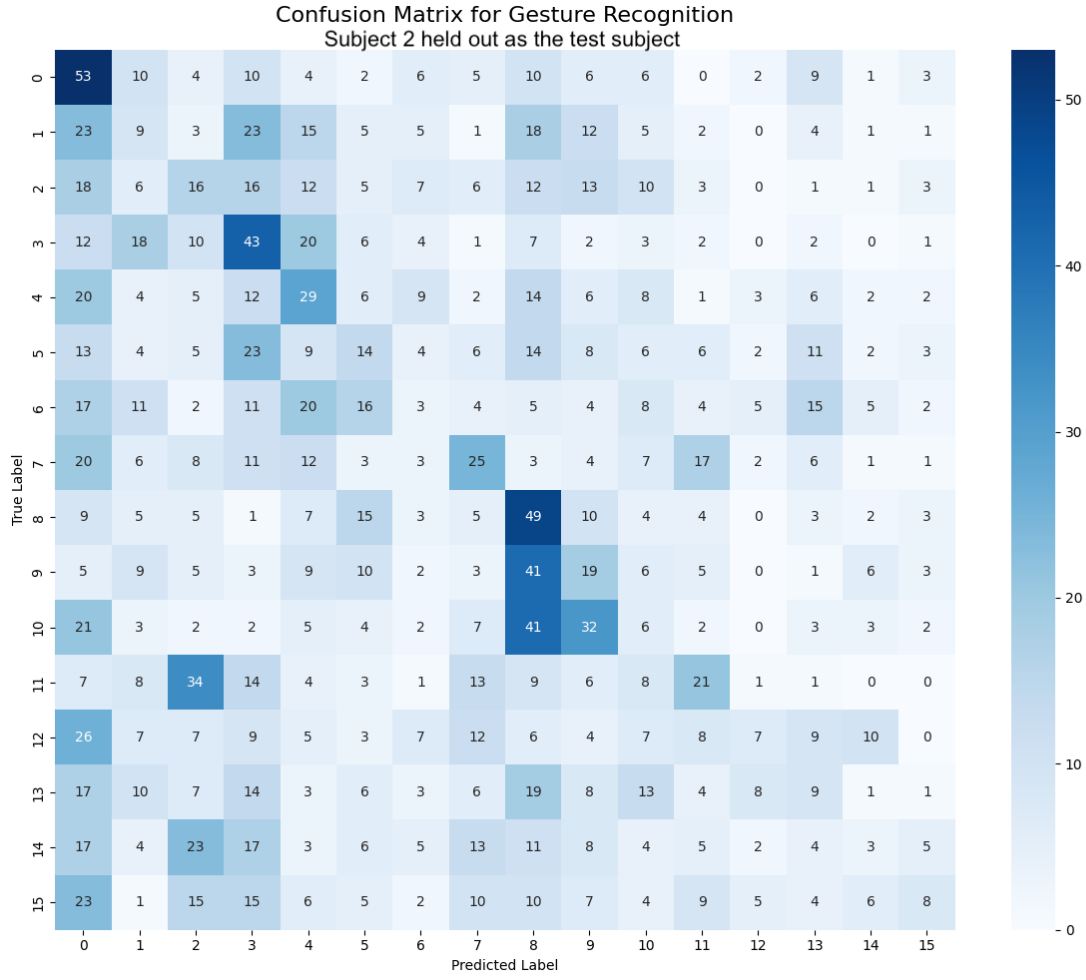 Confusion Matrix for Gesture Recognition
Subject 2 held out as the test subject
0 53 10 4 10 4 2 6 5 10 6 6 0 2 9 1 3
1 23 9 3 23 15 5 5 1 18 12 5 2 0 4 1 1
2 18 6 16 16 12 5 7 6 12 13 10 3 0 1 1 3
3 12 18 10 43 20 6 4 1 7 2 3 2 0 2 0 1
4 20 4 5 12 29 6 9 2 14 6 8 1 3 6 2 2
5 13 4 5 23 9 14 4 6 14 8 6 6 2 11 2 3
6 17 11 2 11 20 16 3 4 5 4 8 4 5 15 5 2
7 20 6 8 11 12 3 3 25 3 4 7 17 2 6 1 1
8 9 5 5 1 7 15 3 5 49 10 4 4 0 3 2 3
9 5 9 5 3 9 10 2 3 41 19 6 5 0 1 6 3
10 21 3 2 2 5 4 2 7 41 32 6 2 0 3 3 2
11 7 8 34 14 4 3 1 13 9 6 8 21 1 1 0 0
12 26 7 7 9 5 3 7 12 6 4 7 8 7 9 10 0
13 17 10 7 14 3 6 3 6 19 8 13 4 8 9 1 1
14 17 4 23 17 3 6 5 13 11 8 4 5 2 4 3 5
15 23 1 15 15 6 5 2 10 10 7 4 9 5 4 6 8
0 1 2 3 4 5 6 7 8 9 10 11 12 13 14 15
True Label
Predicted Label
50
40
30
20
10
0